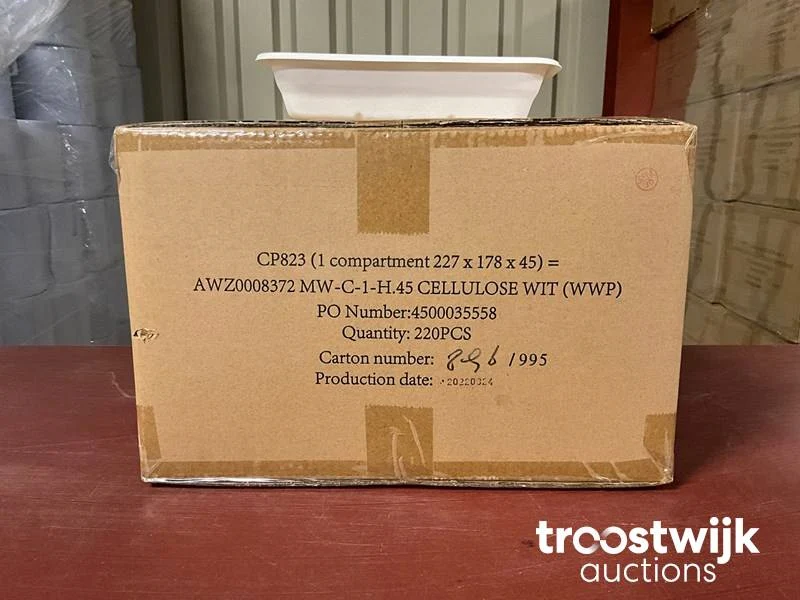 CP823 (1 compartment 227 x 178 x 45) =
AWZ0008372 MW-C-1-H.45 CELLULOSE WIT (WWP)
PO Number:4500035558
Quantity: 220PCS
Carton number: /995
Production date: 20220324
troostwijk
auctions